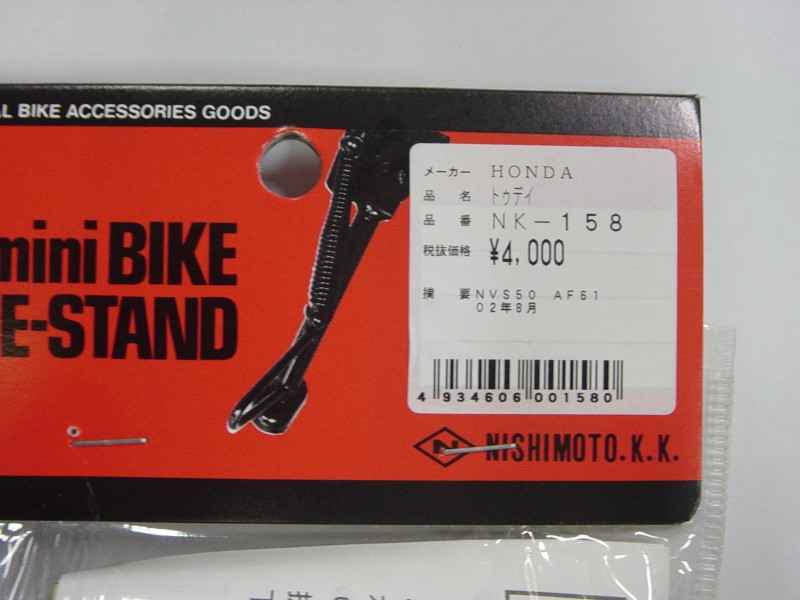 L BIKE ACCESSORIES GOODS
mini BIKE
E-STAND
メーカー HONDA
品 名 トゥデイ
品 番 NK-158
税抜価格 ¥4,000
摘 要 NVS50 AF61
02年8月
4 934606 001580
N NISHIMOTO.K.K.